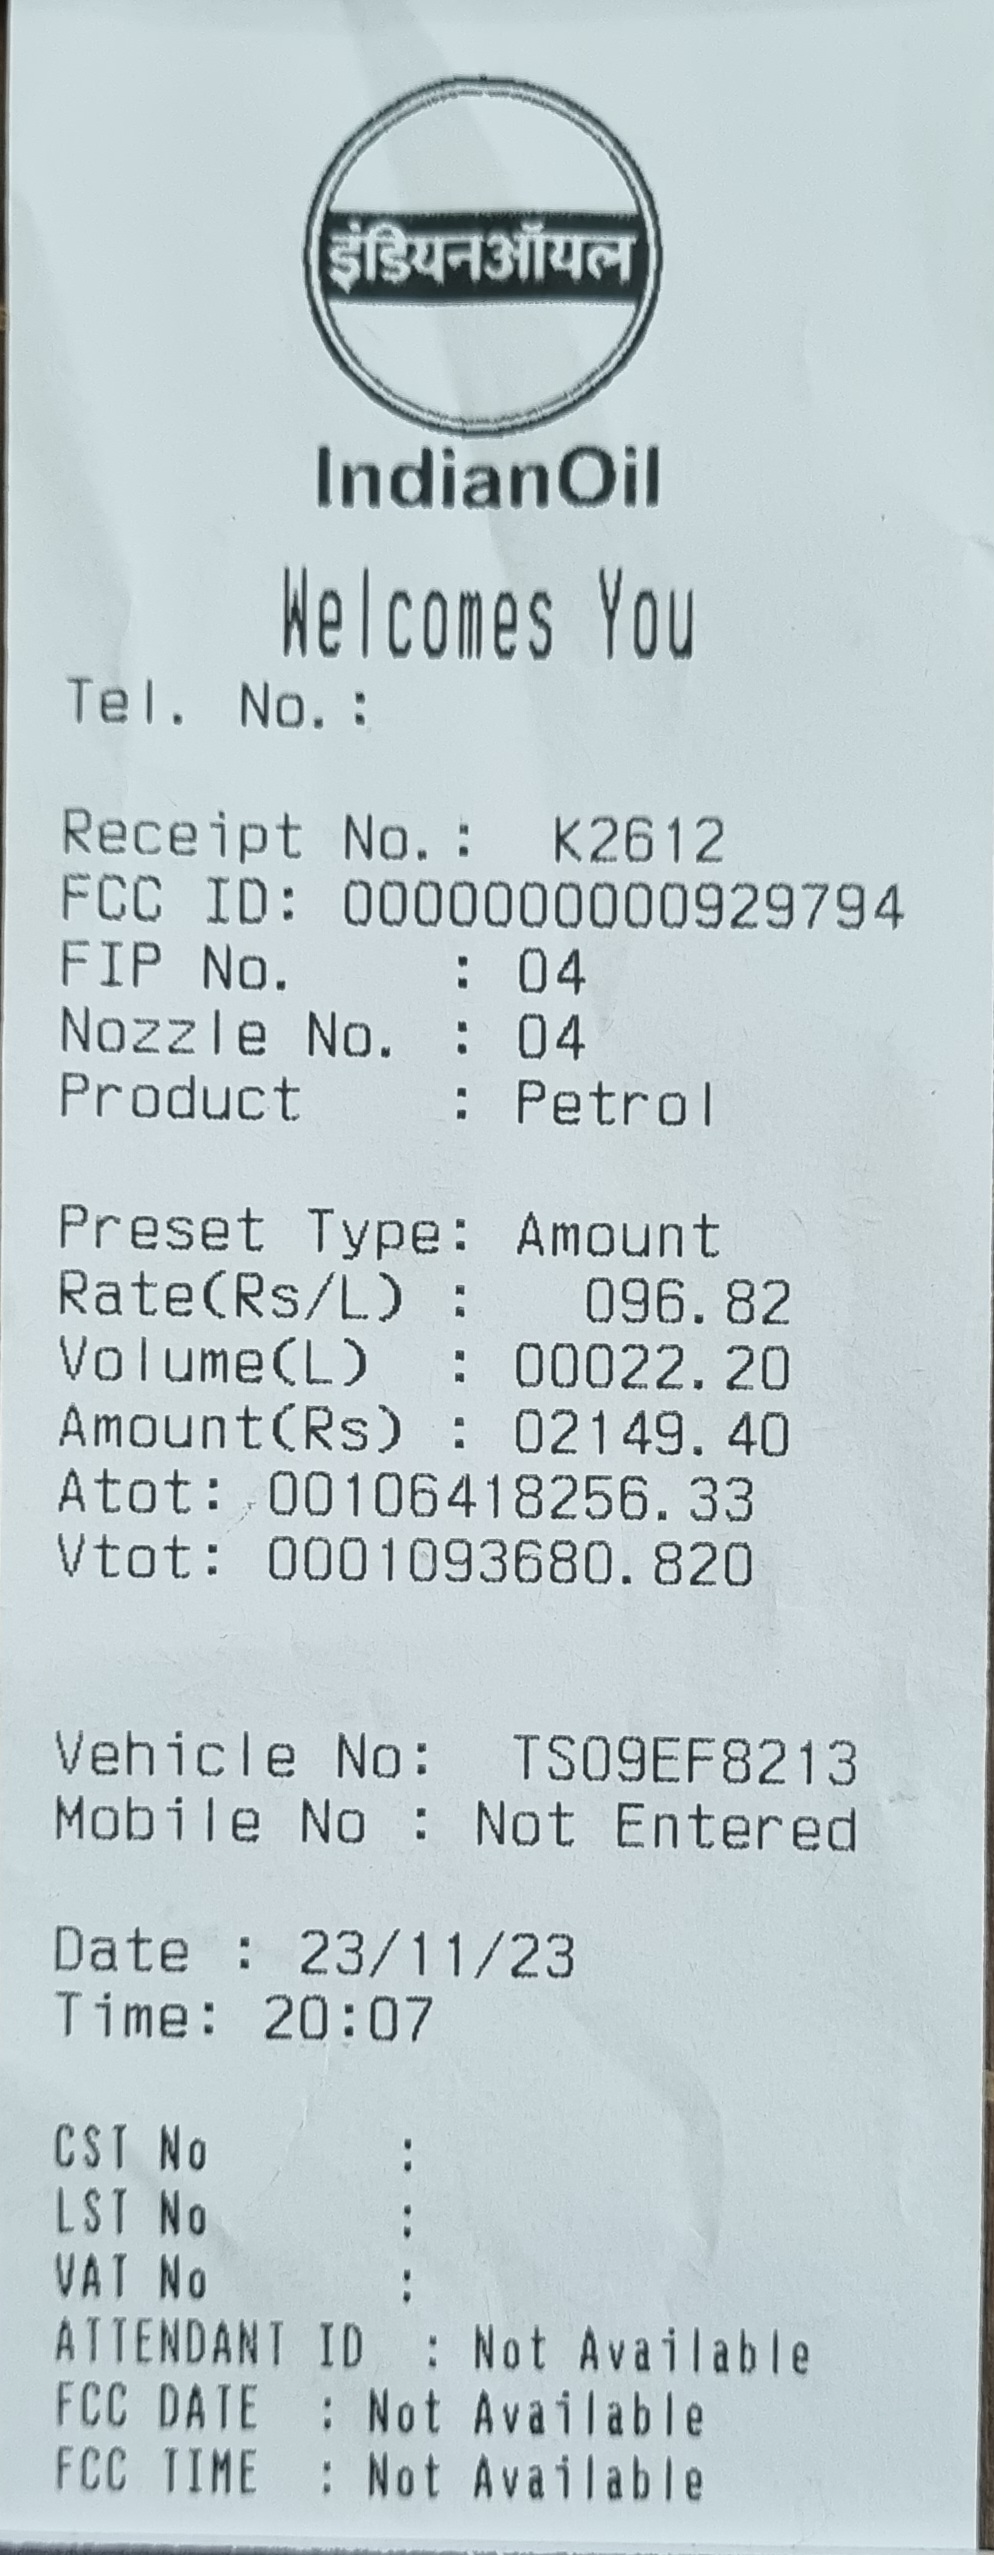 इंडियनऑयल
IndianOil
Welcomes You
Tel. No.:
Receipt No.: K2612
FCC ID: 0000000000929794
FIP No. : 04
Nozzle No. : 04
Product : Petrol
Preset Type: Amount
Rate(Rs/L) : 096.82
Volume(L) : 00022.20
Amount(Rs) : 02149.40
Atot: 00106418256.33
Vtot: 0001093680.820
Vehicle No: TS09EF8213
Mobile No : Not Entered
Date : 23/11/23
Time: 20:07
CST No :
LST No :
VAT No :
ATTENDANT ID : Not Available
FCC DATE : Not Available
FCC TIME : Not Available